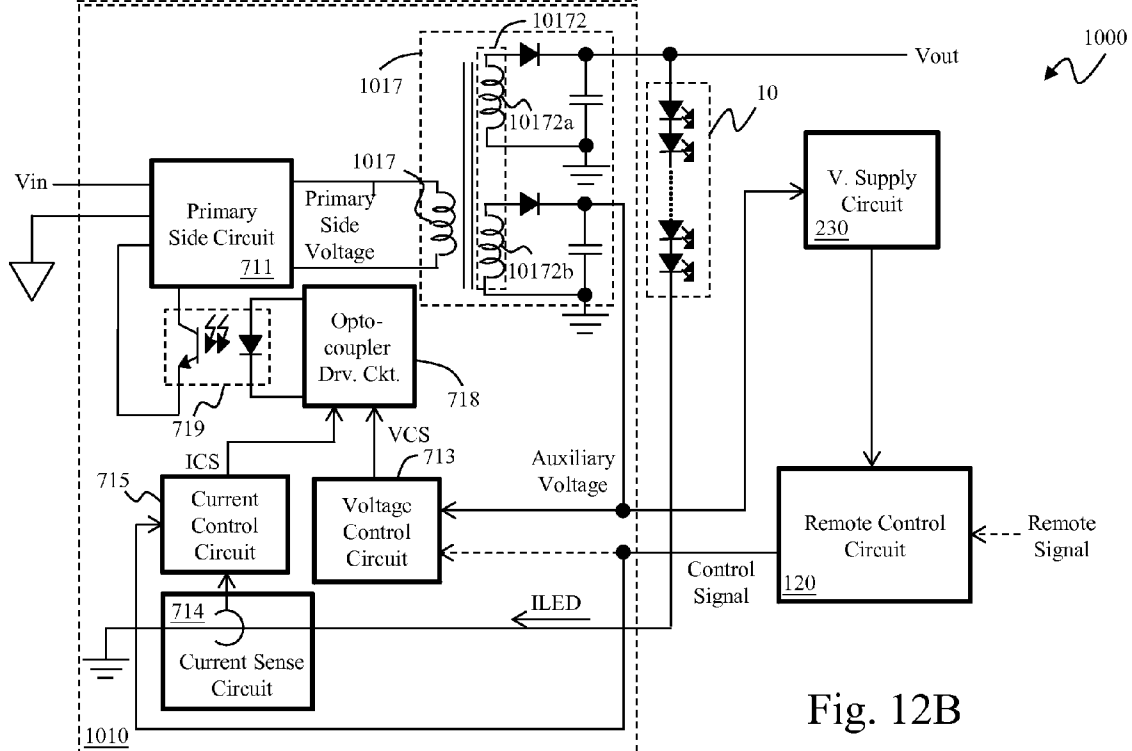 10172
1000
1017
Vout
10
10172a
1017
Vin
Primary
Side Circuit
711
Primary
Side
Voltage
V. Supply
Circuit
230
10172b
Opto-
coupler
Drv. Ckt.
718
719
VCS
ICS
713
715
Auxiliary
Voltage
Current
Control
Circuit
Voltage
Control
Circuit
Remote Control
Circuit
120
Remote
Signal
Control
Signal
714
ILED
Current Sense
Circuit
1010
Fig. 12B